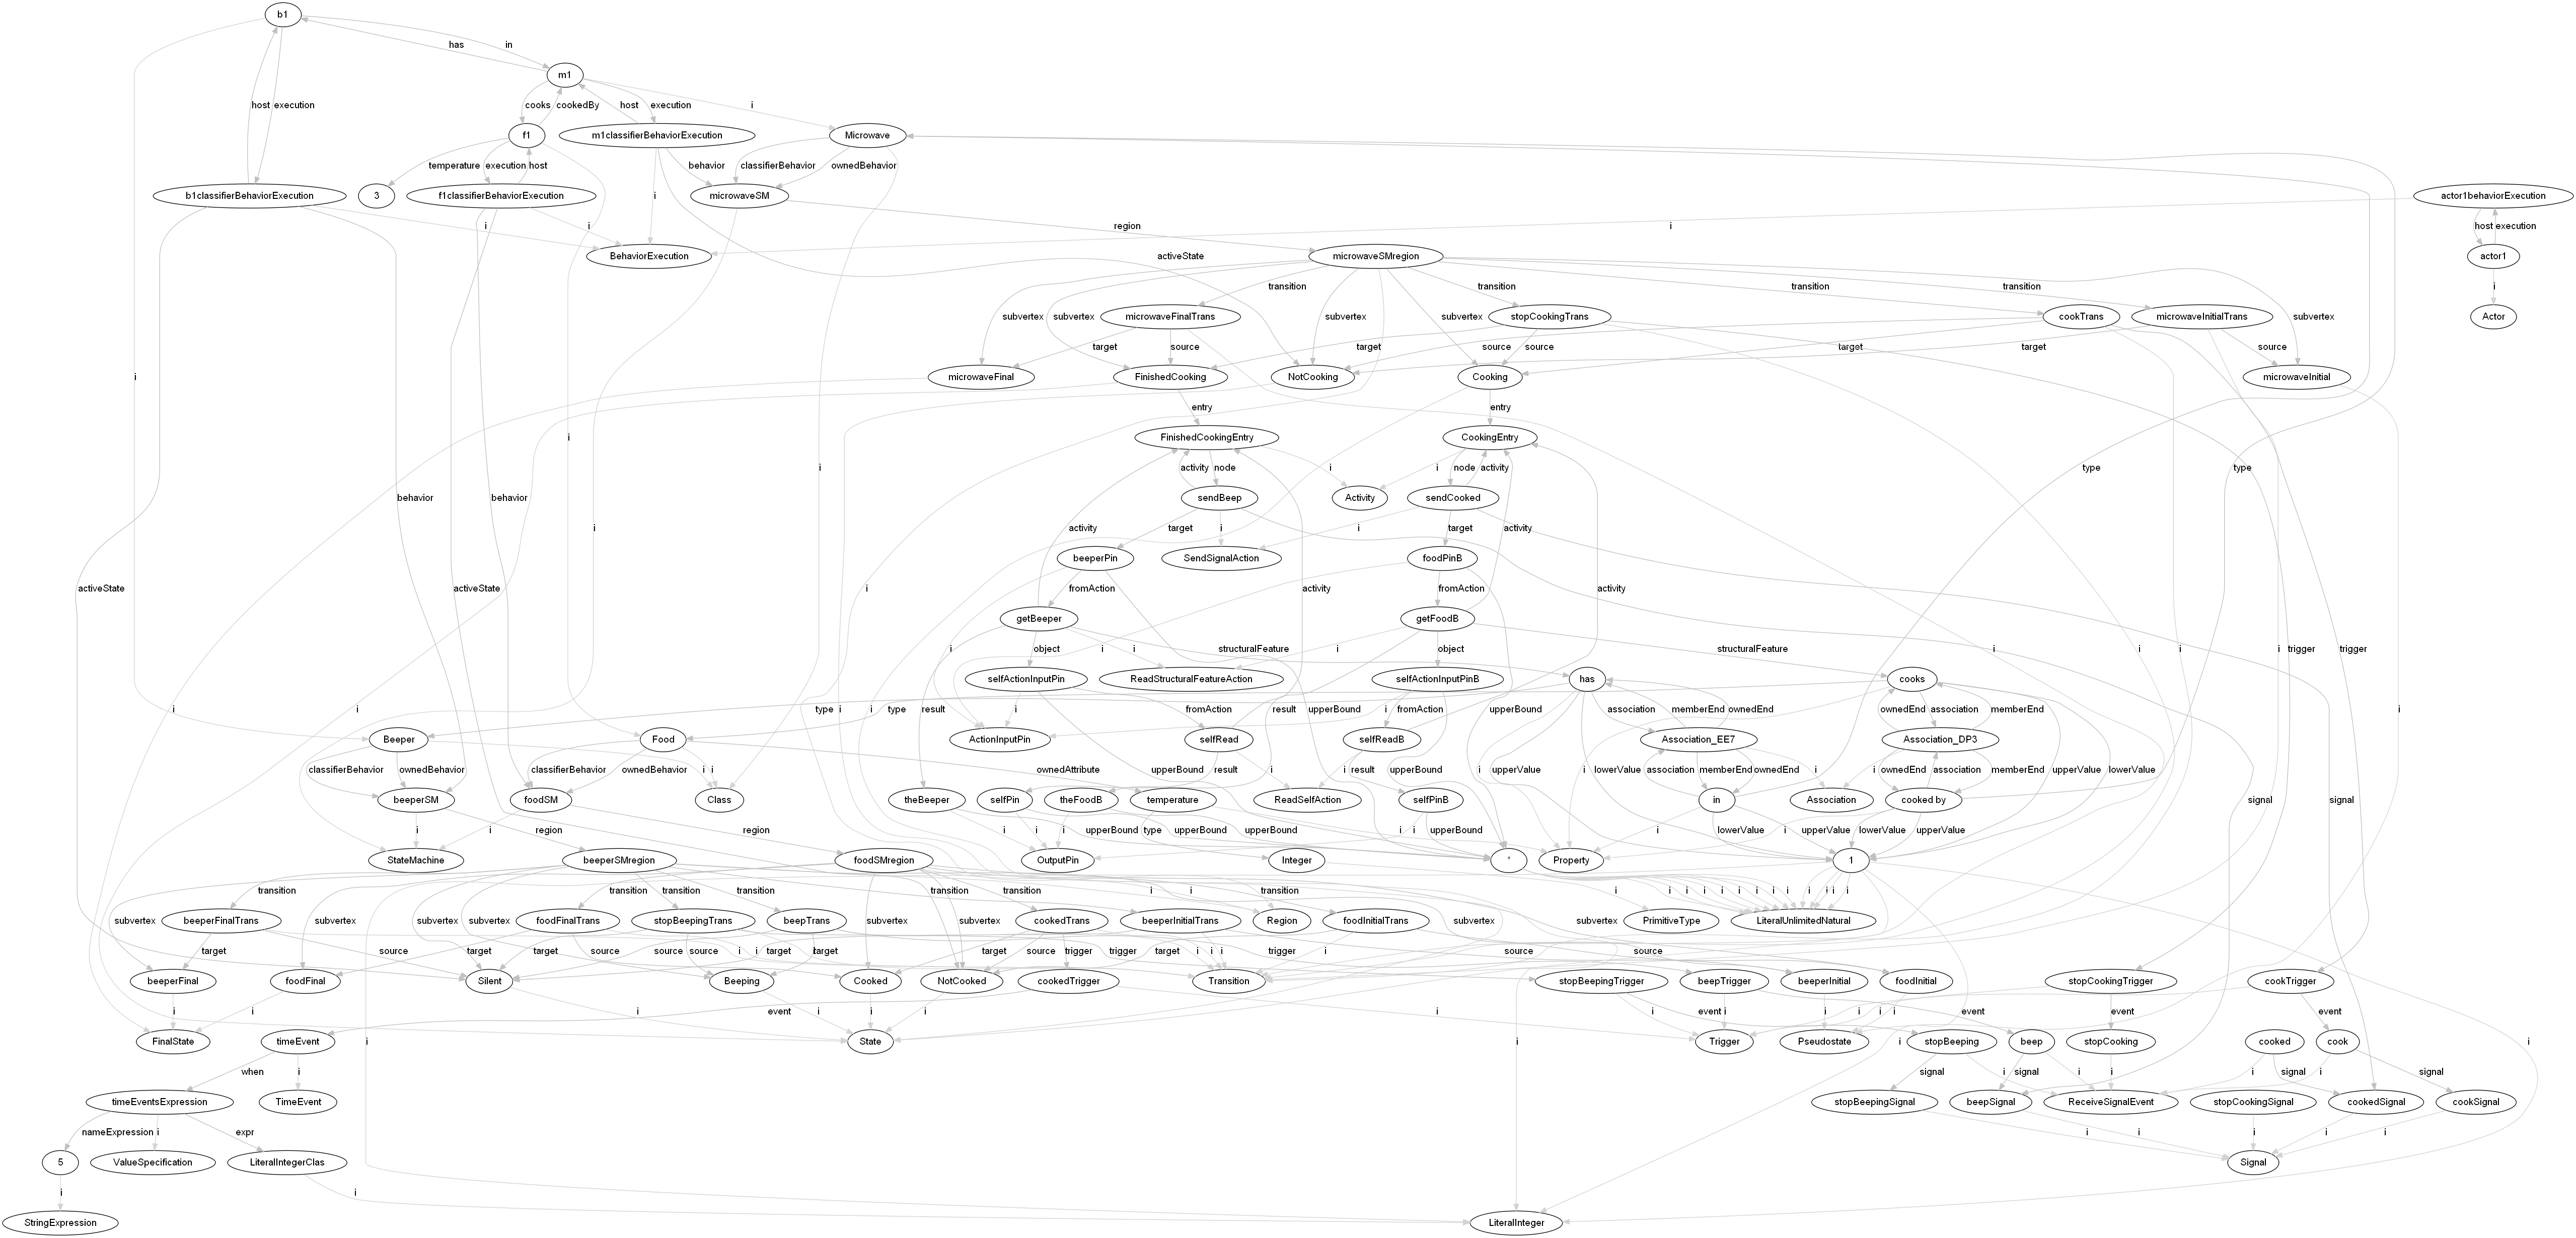 b1
has
in
m1
host
execution
cooks
cookedBy
host
execution
i
f1
m1classifierBehaviorExecution
Microwave
temperature
execution
host
behavior
classifierBehavior
ownedBehavior
b1classifierBehaviorExecution
3
f1classifierBehaviorExecution
microwaveSM
actor1behaviorExecution
i
i
i
region
i
host
execution
BehaviorExecution
activeState
microwaveSMregion
actor1
transition
transition
transition
transition
i
subvertex
subvertex
microwaveFinalTrans
subvertex
subvertex
stopCookingTrans
cookTrans
microwaveInitialTrans
subvertex
Actor
target
source
target
source
source
target
target
source
i
microwaveFinal
FinishedCooking
NotCooking
Cooking
microwaveInitial
entry
entry
i
FinishedCookingEntry
CookingEntry
i
activity
node
i
i
node
activity
type
type
behavior
behavior
i
sendBeep
Activity
sendCooked
activity
target
i
i
target
activity
beeperPin
SendSignalAction
foodPinB
activeState
activeState
i
fromAction
activity
fromAction
activity
getBeeper
getFoodB
i
object
i
i
i
structuralFeature
object
structuralFeature
i
i
i
trigger
trigger
selfActionInputPin
ReadStructuralFeatureAction
selfActionInputPinB
has
cooks
i
i
i
i
i
type
type
result
i
fromAction
result
upperBound
i
fromAction
upperBound
association
memberEnd
ownedEnd
ownedEnd
association
memberEnd
i
Beeper
Food
ActionInputPin
selfRead
selfReadB
Association_EE7
Association_DP3
classifierBehavior
ownedBehavior
classifierBehavior
ownedBehavior
i
i
ownedAttribute
upperBound
result
i
i
result
upperBound
i
upperValue
lowerValue
association
memberEnd
ownedEnd
i
i
i
ownedEnd
association
memberEnd
upperValue
lowerValue
beeperSM
foodSM
Class
theBeeper
selfPin
theFoodB
temperature
ReadSelfAction
selfPinB
in
Association
cooked by
signal
signal
i
i
region
region
i
i
i
upperBound
type
upperBound
upperBound
i
i
upperBound
i
lowerValue
upperValue
i
lowerValue
upperValue
StateMachine
beeperSMregion
foodSMregion
OutputPin
Integer
*
Property
1
transition
transition
transition
transition
transition
transition
i
i
transition
i
i
i
i
i
i
i
i
i
i
i
i
subvertex
beeperFinalTrans
subvertex
subvertex
subvertex
foodFinalTrans
stopBeepingTrans
beepTrans
subvertex
subvertex
cookedTrans
beeperInitialTrans
Region
foodInitialTrans
subvertex
subvertex
PrimitiveType
LiteralUnlimitedNatural
target
source
target
source
target
source
source
i
i
target
target
target
source
trigger
trigger
target
i
i
i
trigger
i
source
source
beeperFinal
foodFinal
Silent
Beeping
Cooked
NotCooked
cookedTrigger
Transition
stopBeepingTrigger
beepTrigger
beeperInitial
foodInitial
stopCookingTrigger
cookTrigger
i
i
i
i
i
i
event
i
i
event
i
i
i
i
event
event
event
FinalState
timeEvent
State
Trigger
Pseudostate
stopBeeping
beep
stopCooking
cooked
cook
i
when
i
i
i
signal
i
signal
i
i
i
signal
i
signal
timeEventsExpression
TimeEvent
stopBeepingSignal
beepSignal
ReceiveSignalEvent
stopCookingSignal
cookedSignal
cookSignal
nameExpression
i
expr
i
i
i
i
i
5
ValueSpecification
LiteralIntegerClas
Signal
i
i
StringExpression
LiteralInteger